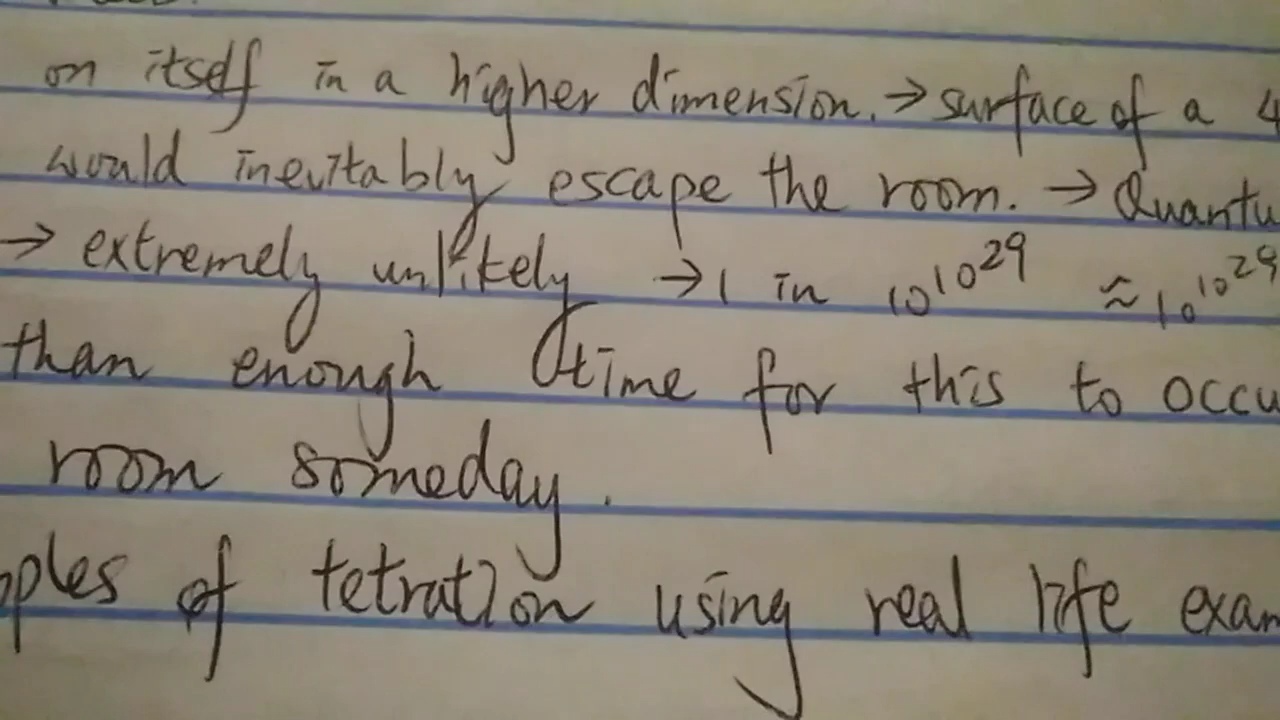 on itself in a higher dimension. → surface of a 4
would inevitably escape the room. → Quantu
→ extremely unlikely → 1 in 10^10^29 ≈ 10^10^29
than enough time for this to occu
room someday.
ples of tetration using real life exam